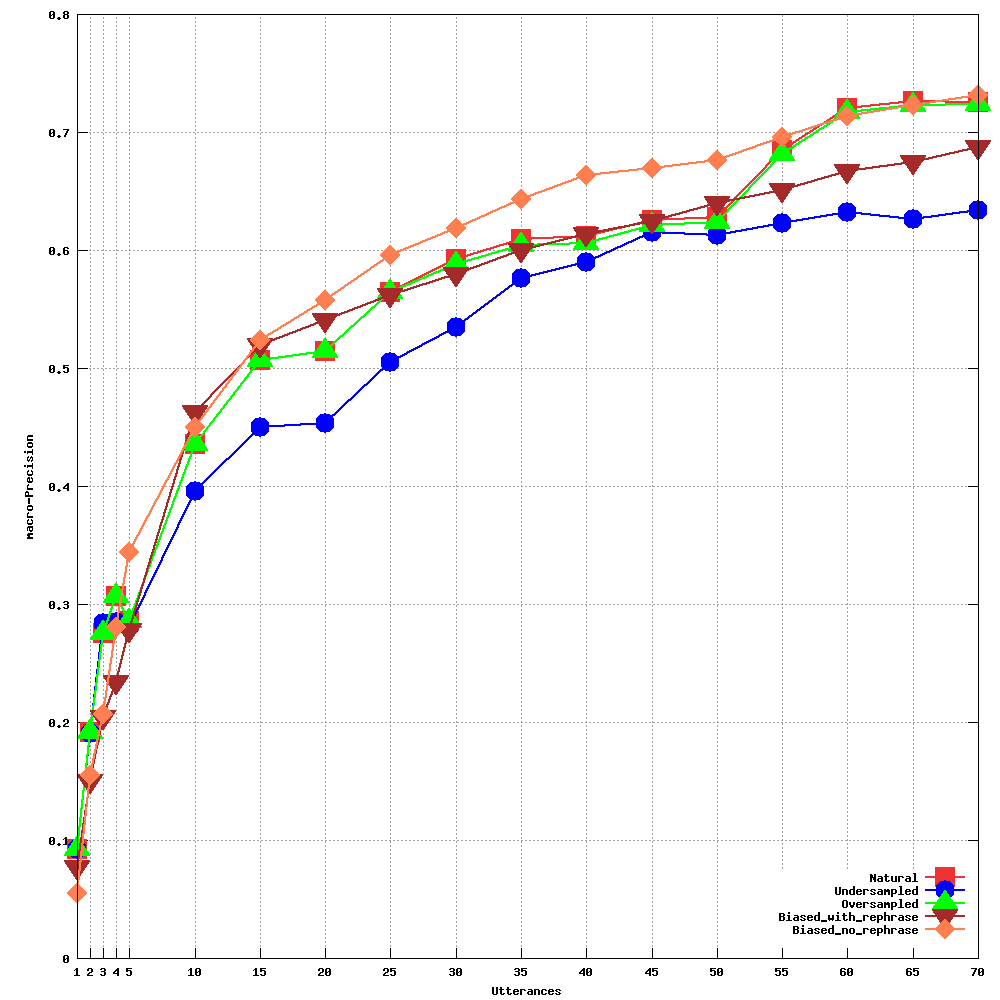 0.8
0.7
0.6
0.5
0.4
0.3
0.2
0.1
0
macro-Precision
Natural
Undersampled
Oversampled
Biased_with_rephrase
Biased_no_rephrase
1 2 3 4 5 10 15 20 25 30 35 40 45 50 55 60 65 70
Utterances